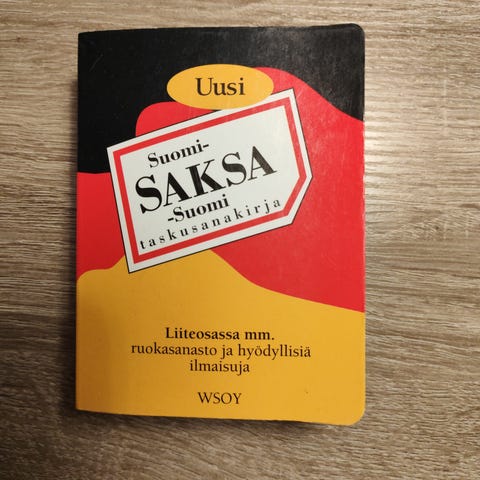 Uusi
Suomi-
SAKSA
-Suomi
taskusanakirja
Liiteosassa mm.
ruokasanasto ja hyödyllisiä
ilmaisuja
WSOY